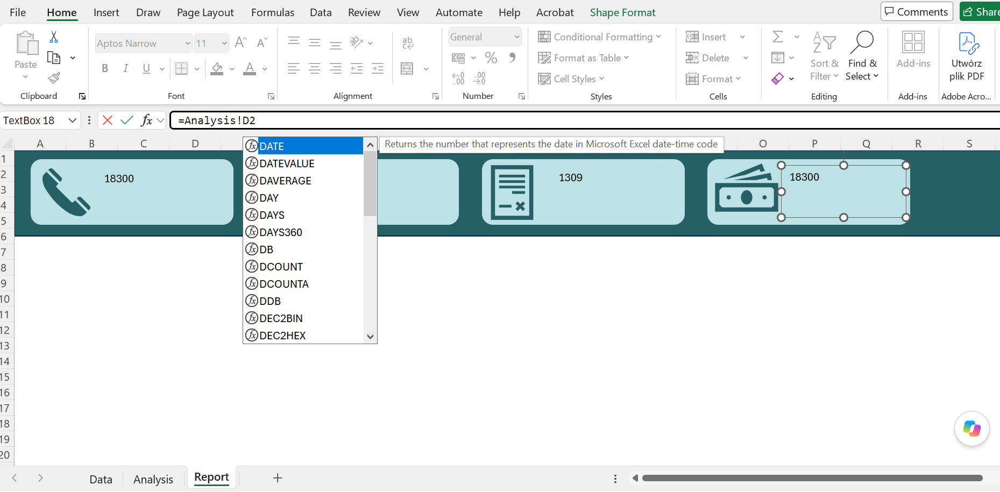 File Home Insert Draw Page Layout Formulas Data Review View Automate Help Acrobat Shape Format Comments Share
Aptos Narrow 11 A A ab General Conditional Formatting Insert
Paste Format as Table Delete Sort & Filter Find & Select Add-ins Utwórz plik PDF
B I U A % Cell Styles Format
Clipboard Font Alignment Number Styles Cells Editing Add-ins Adobe Acro...
TextBox 18 fx =Analysis!D2
A B C D O P Q R S
DATE Returns the number that represents the date in Microsoft Excel date-time code
DATEVALUE
DAVERAGE
DAY
DAYS
DAYS360
DB
DCOUNT
DCOUNTA
DDB
DEC2BIN
DEC2HEX
18300 1309 18300
1
2
3
4
5
6
7
8
9
10
11
12
13
14
15
16
17
18
19
20
Data Analysis Report